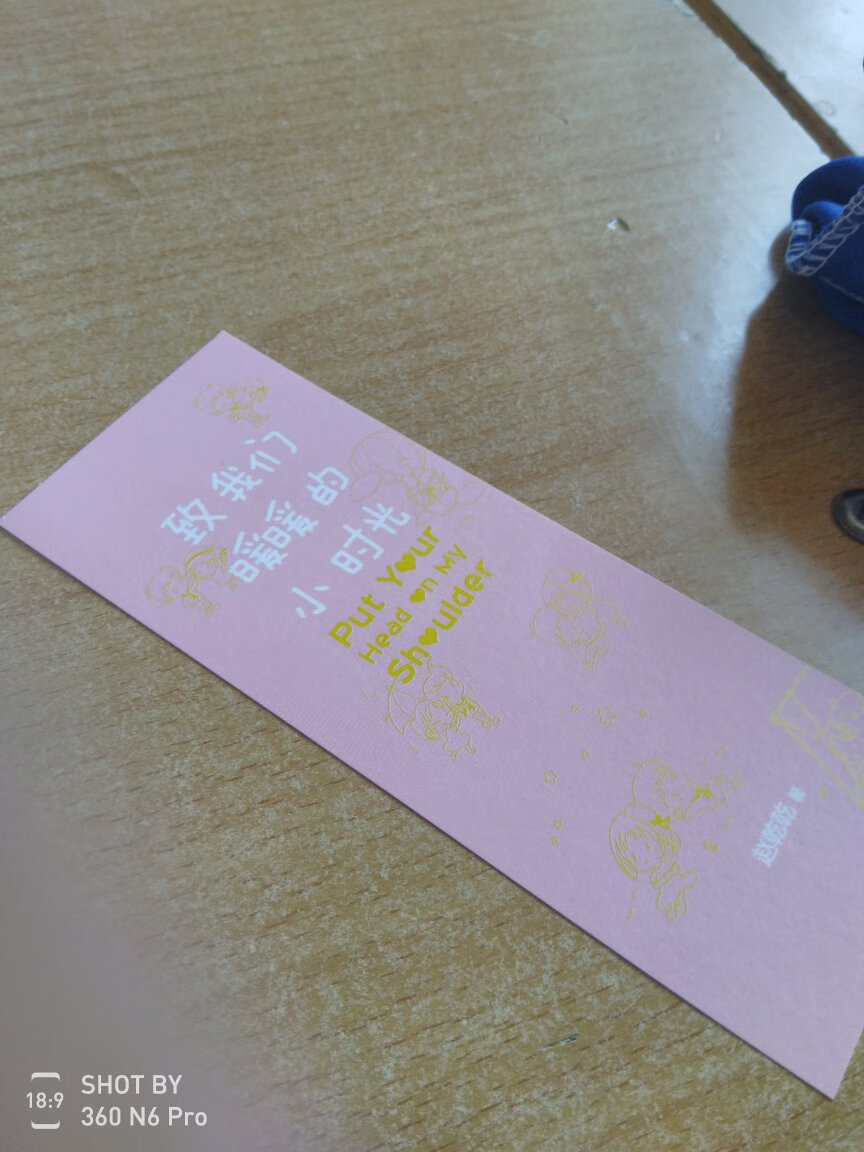 致我们
暖暖的
小时光
Put Your
Head on My
Shoulder
赵乾乾 著
18:9
SHOT BY
360 N6 Pro